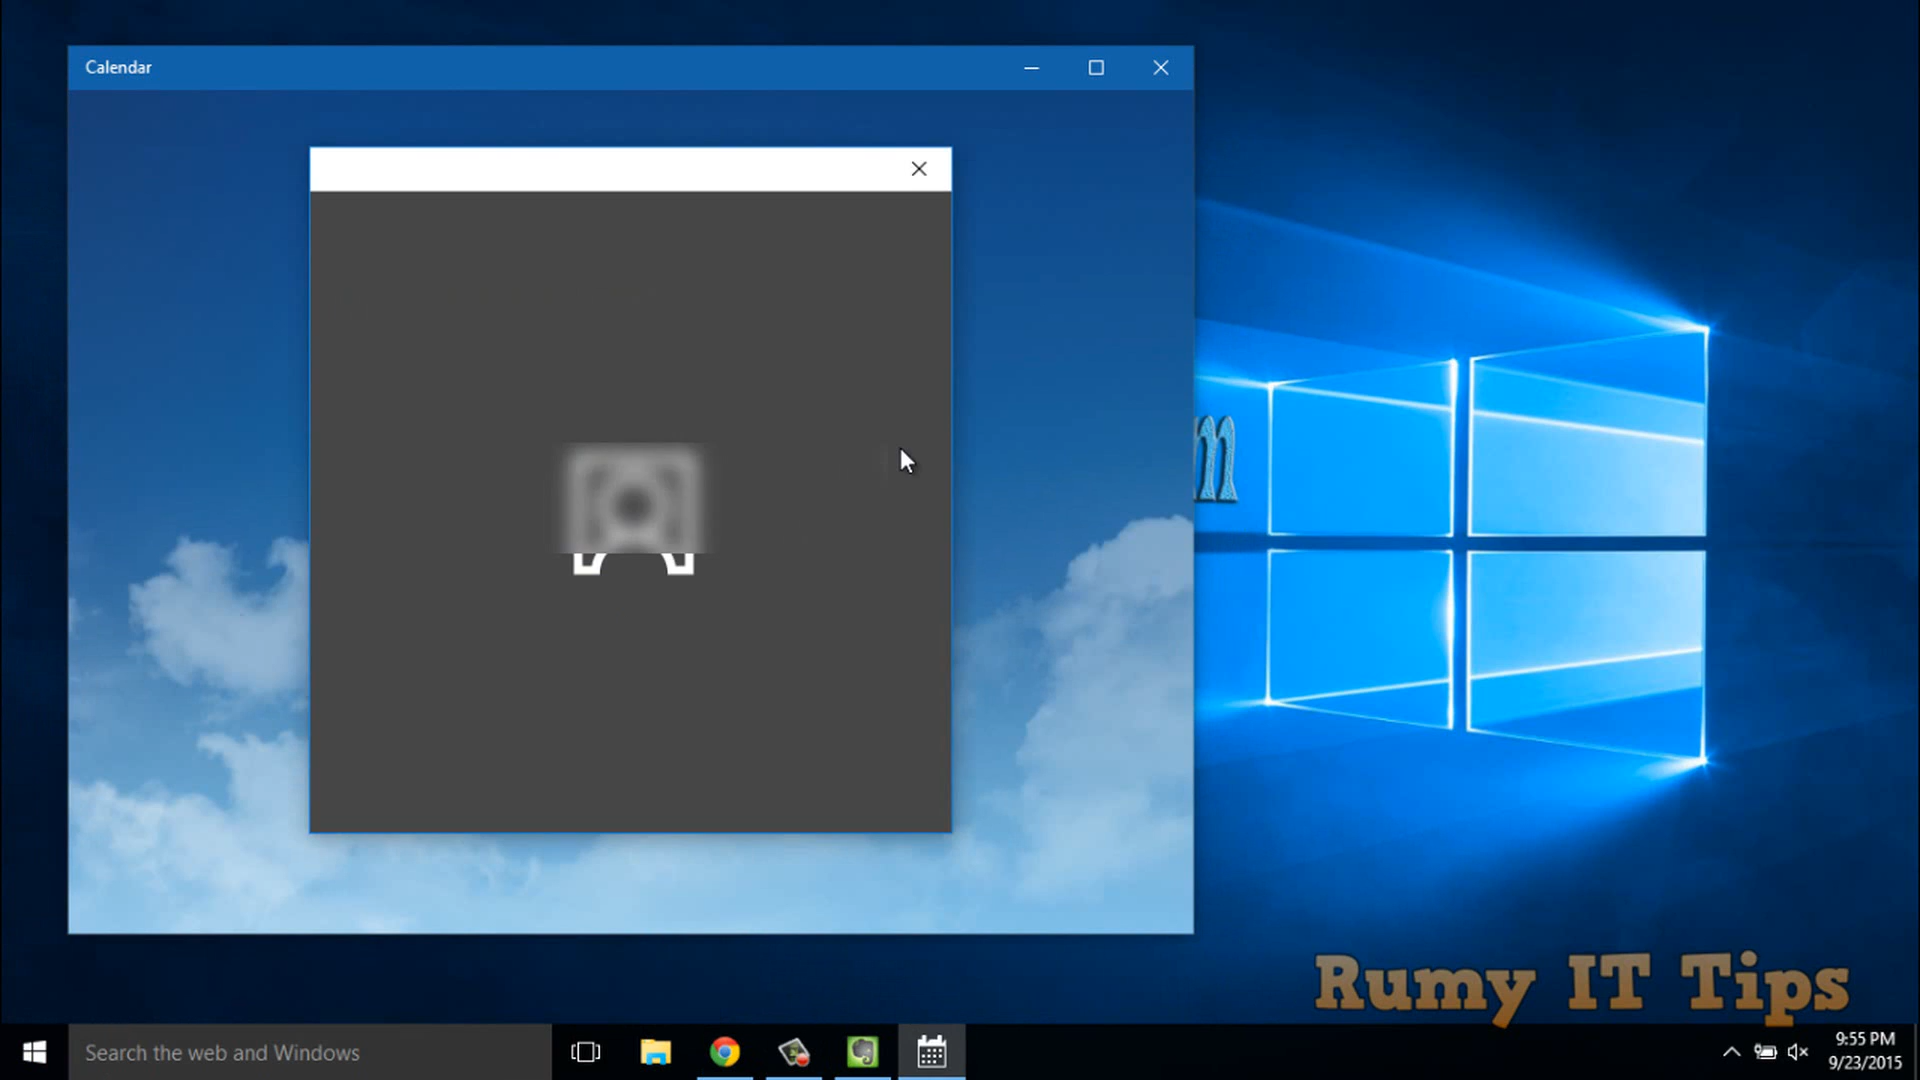 Calendar
m
Rumy IT Tips
Search the web and Windows
9:55 PM
9/23/2015